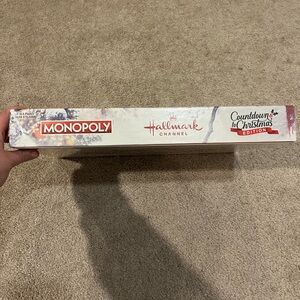 MONOPOLY
Hallmark
CHANNEL
Countdown
to Christmas
EDITION